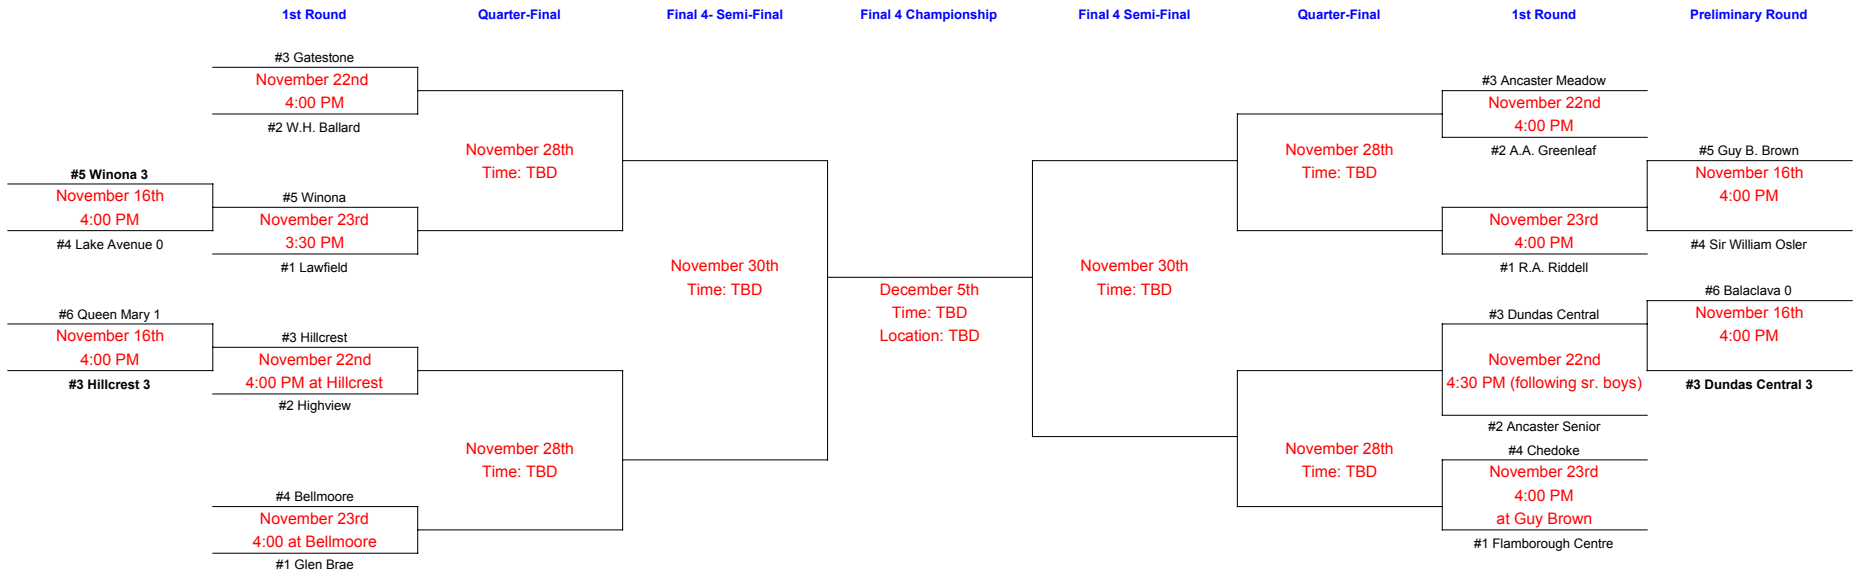 1st Round Quarter-Final Final 4- Semi-Final Final 4 Championship Final 4 Semi-Final Quarter-Final 1st Round Preliminary Round
#3 Gatestone
November 22nd
4:00 PM
#2 W.H. Ballard
November 28th
Time: TBD
#5 Winona 3
November 16th
4:00 PM
#4 Lake Avenue 0
#5 Winona
November 23rd
3:30 PM
#1 Lawfield
November 30th
Time: TBD
#6 Queen Mary 1
November 16th
4:00 PM
#3 Hillcrest 3
#3 Hillcrest
November 22nd
4:00 PM at Hillcrest
#2 Highview
November 28th
Time: TBD
#4 Bellmoore
November 23rd
4:00 at Bellmoore
#1 Glen Brae
December 5th
Time: TBD
Location: TBD
November 30th
Time: TBD
November 28th
Time: TBD
#3 Ancaster Meadow
November 22nd
4:00 PM
#2 A.A. Greenleaf
#5 Guy B. Brown
November 16th
4:00 PM
#4 Sir William Osler
November 23rd
4:00 PM
#1 R.A. Riddell
#6 Balaclava 0
November 16th
4:00 PM
#3 Dundas Central 3
#3 Dundas Central
November 22nd
4:30 PM (following sr. boys)
#2 Ancaster Senior
November 28th
Time: TBD
#4 Chedoke
November 23rd
4:00 PM
at Guy Brown
#1 Flamborough Centre